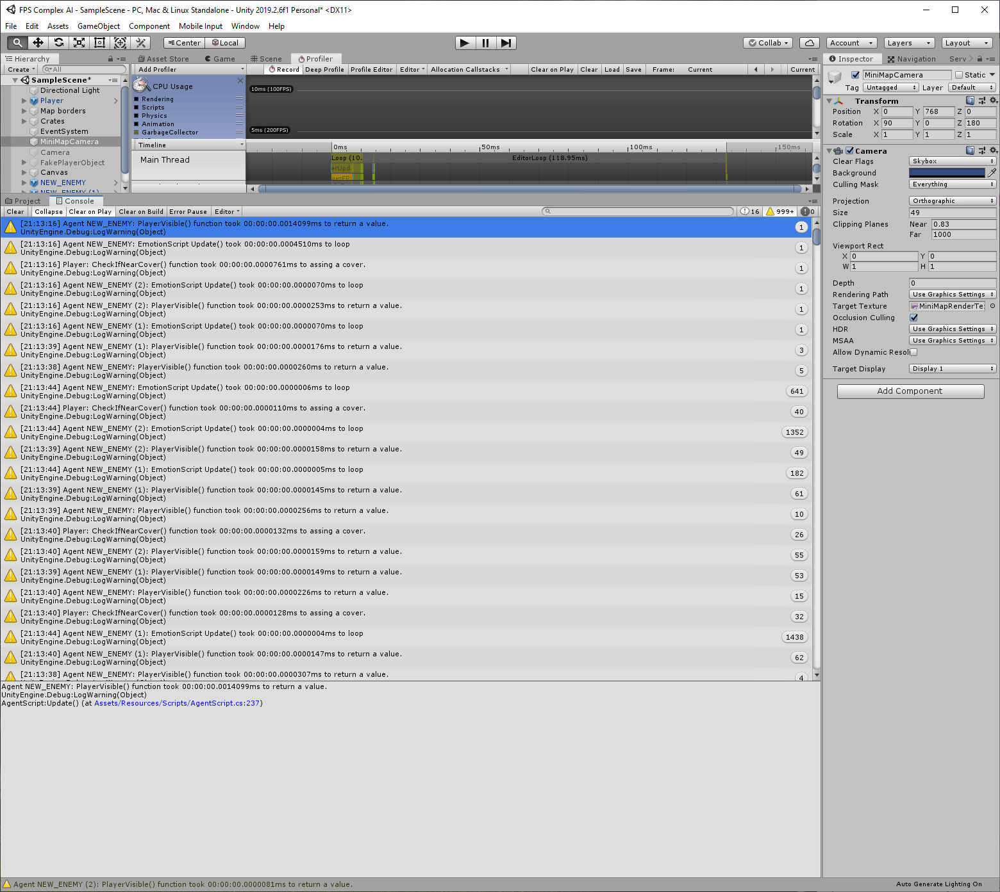 FPS Complex AI - SampleScene - PC, Mac & Linux Standalone - Unity 2019.2.6f1 Personal* <DX11>
File Edit Assets GameObject Component Mobile Input Window Help
Center Local Collab Account Layers Layout
Hierarchy Asset Store Game Scene Profiler Inspector Navigation Serv
Create All Add Profiler Record Deep Profile Profile Editor Editor Allocation Callstacks Clear on Play Clear Load Save Frame: Current Current
SampleScene*
Directional Light
Player
Map borders
Crates
EventSystem
MiniMapCamera
Camera
FakePlayerObject
Canvas
NEW_ENEMY
NEW_ENEMY (1)
CPU Usage
Rendering
Scripts
Physics
Animation
GarbageCollector
10ms (100FPS)
5ms (200FPS)
Timeline
0ms 50ms 100ms 150ms
Main Thread
Loop (10. EditorLoop (118.95ms)
erUpd
getEP
MiniMapCamera Static
Tag Untagged Layer Default
Transform
Position X 0 Y 768 Z 0
Rotation X 90 Y 0 Z 180
Scale X 1 Y 1 Z 1
Camera
Clear Flags Skybox
Background
Culling Mask Everything
Projection Orthographic
Size 49
Clipping Planes Near 0.83
Far 1000
Viewport Rect
X 0 Y 0
W 1 H 1
Depth 0
Rendering Path Use Graphics Settings
Target Texture MiniMapRenderTe
Occlusion Culling
HDR Use Graphics Settings
MSAA Use Graphics Settings
Allow Dynamic Resoli
Target Display Display 1
Add Component
Project Console
Clear Collapse Clear on Play Clear on Build Error Pause Editor 16 999+ 0
[21:13:16] Agent NEW_ENEMY: PlayerVisible() function took 00:00:00.0014099ms to return a value. 1
UnityEngine.Debug:LogWarning(Object)
[21:13:16] Agent NEW_ENEMY: EmotionScript Update() took 00:00:00.0004510ms to loop 1
UnityEngine.Debug:LogWarning(Object)
[21:13:16] Player: CheckIfNearCover() function took 00:00:00.0000761ms to assing a cover. 1
UnityEngine.Debug:LogWarning(Object)
[21:13:16] Agent NEW_ENEMY (2): EmotionScript Update() took 00:00:00.0000070ms to loop 1
UnityEngine.Debug:LogWarning(Object)
[21:13:16] Agent NEW_ENEMY (2): PlayerVisible() function took 00:00:00.0000253ms to return a value. 1
UnityEngine.Debug:LogWarning(Object)
[21:13:16] Agent NEW_ENEMY (1): EmotionScript Update() took 00:00:00.0000070ms to loop 1
UnityEngine.Debug:LogWarning(Object)
[21:13:39] Agent NEW_ENEMY (1): PlayerVisible() function took 00:00:00.0000176ms to return a value. 3
UnityEngine.Debug:LogWarning(Object)
[21:13:38] Agent NEW_ENEMY: PlayerVisible() function took 00:00:00.0000260ms to return a value. 5
UnityEngine.Debug:LogWarning(Object)
[21:13:44] Agent NEW_ENEMY: EmotionScript Update() took 00:00:00.0000006ms to loop 641
UnityEngine.Debug:LogWarning(Object)
[21:13:44] Player: CheckIfNearCover() function took 00:00:00.0000110ms to assing a cover. 40
UnityEngine.Debug:LogWarning(Object)
[21:13:44] Agent NEW_ENEMY (2): EmotionScript Update() took 00:00:00.0000004ms to loop 1352
UnityEngine.Debug:LogWarning(Object)
[21:13:39] Agent NEW_ENEMY (2): PlayerVisible() function took 00:00:00.0000158ms to return a value. 49
UnityEngine.Debug:LogWarning(Object)
[21:13:44] Agent NEW_ENEMY (1): EmotionScript Update() took 00:00:00.0000005ms to loop 182
UnityEngine.Debug:LogWarning(Object)
[21:13:39] Agent NEW_ENEMY (1): PlayerVisible() function took 00:00:00.0000145ms to return a value. 61
UnityEngine.Debug:LogWarning(Object)
[21:13:39] Agent NEW_ENEMY: PlayerVisible() function took 00:00:00.0000256ms to return a value. 10
UnityEngine.Debug:LogWarning(Object)
[21:13:40] Player: CheckIfNearCover() function took 00:00:00.0000132ms to assing a cover. 26
UnityEngine.Debug:LogWarning(Object)
[21:13:40] Agent NEW_ENEMY (2): PlayerVisible() function took 00:00:00.0000159ms to return a value. 55
UnityEngine.Debug:LogWarning(Object)
[21:13:39] Agent NEW_ENEMY (1): PlayerVisible() function took 00:00:00.0000149ms to return a value. 53
UnityEngine.Debug:LogWarning(Object)
[21:13:40] Agent NEW_ENEMY: PlayerVisible() function took 00:00:00.0000226ms to return a value. 15
UnityEngine.Debug:LogWarning(Object)
[21:13:40] Player: CheckIfNearCover() function took 00:00:00.0000128ms to assing a cover. 32
UnityEngine.Debug:LogWarning(Object)
[21:13:44] Agent NEW_ENEMY (1): EmotionScript Update() took 00:00:00.0000004ms to loop 1438
UnityEngine.Debug:LogWarning(Object)
[21:13:40] Agent NEW_ENEMY (1): PlayerVisible() function took 00:00:00.0000147ms to return a value. 62
UnityEngine.Debug:LogWarning(Object)
[21:13:38] Agent NEW_ENEMY: PlayerVisible() function took 00:00:00.0000307ms to return a value. 4
Agent NEW_ENEMY: PlayerVisible() function took 00:00:00.0014099ms to return a value.
UnityEngine.Debug:LogWarning(Object)
AgentScript:Update() (at Assets/Resources/Scripts/AgentScript.cs:237)
Agent NEW_ENEMY (2): PlayerVisible() function took 00:00:00.0000081ms to return a value.
Auto Generate Lighting On